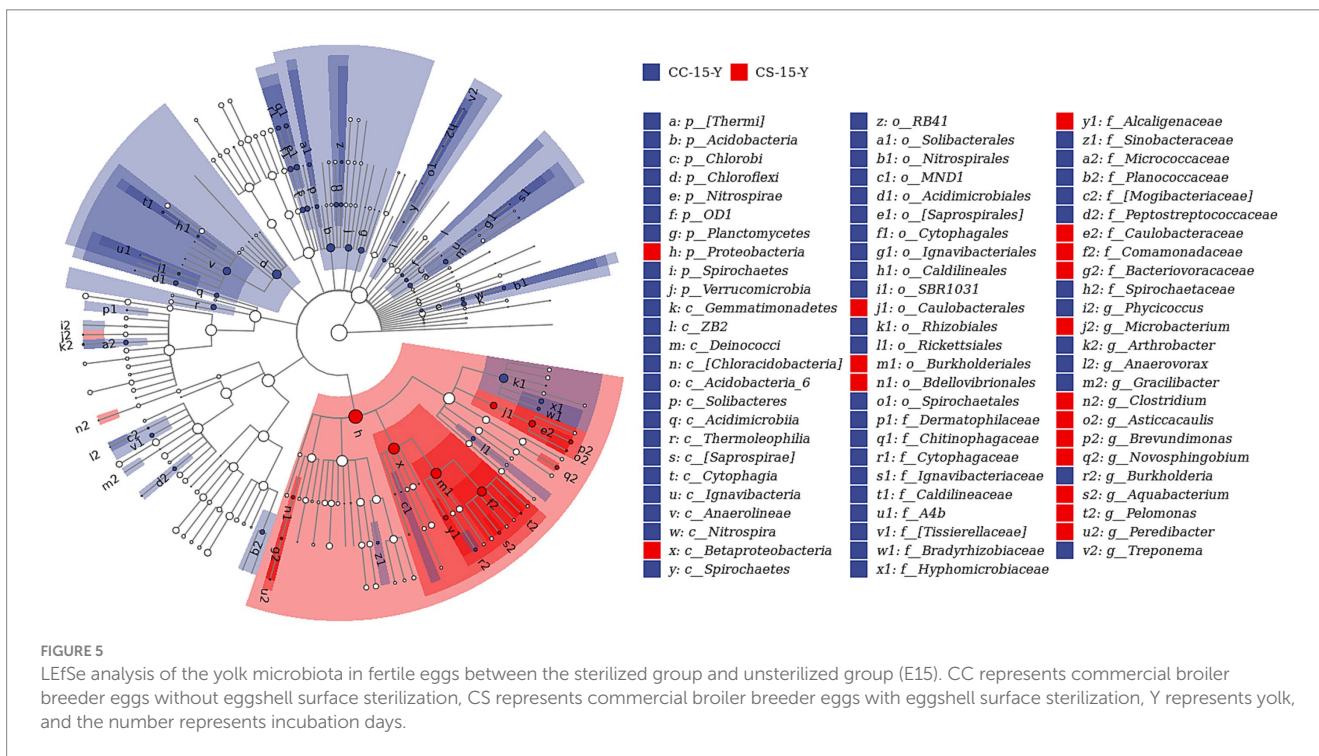 CC-15-Y CS-15-Y
a: p__[Thermi]
b: p__Acidobacteria
c: p__Chlorobi
d: p__Chloroflexi
e: p__Nitrospirae
f: p__OD1
g: p__Planctomycetes
h: p__Proteobacteria
i: p__Spirochaetes
j: p__Verrucomicrobia
k: c__Gemmatimonadetes
l: c__ZB2
m: c__Deinococci
n: c__[Chloracidobacteria]
o: c__Acidobacteria_6
p: c__Solibacteres
q: c__Acidimicrobiia
r: c__Thermoleophilia
s: c__[Saprospirae]
t: c__Cytophagia
u: c__Ignavibacteria
v: c__Anaerolineae
w: c__Nitrospira
x: c__Betaproteobacteria
y: c__Spirochaetes
z: o__RB41
a1: o__Solibacterales
b1: o__Nitrospirales
c1: o__MND1
d1: o__Acidimicrobiales
e1: o__[Saprospirales]
f1: o__Cytophagales
g1: o__Ignavibacteriales
h1: o__Caldilineales
i1: o__SBR1031
j1: o__Caulobacterales
k1: o__Rhizobiales
l1: o__Rickettsiales
m1: o__Burkholderiales
n1: o__Bdellovibrionales
o1: o__Spirochaetales
p1: f__Dermatophilaceae
q1: f__Chitinophagaceae
r1: f__Cytophagaceae
s1: f__Ignavibacteriaceae
t1: f__Caldilineaceae
u1: f__A4b
v1: f__[Tissierellaceae]
w1: f__Bradyrhizobiaceae
x1: f__Hyphomicrobiaceae
y1: f__Alcaligenaceae
z1: f__Sinobacteraceae
a2: f__Micrococcaceae
b2: f__Planococcaceae
c2: f__[Mogibacteriaceae]
d2: f__Peptostreptococcaceae
e2: f__Caulobacteraceae
f2: f__Comamonadaceae
g2: f__Bacteriovoracaceae
h2: f__Spirochaetaceae
i2: g__Phycicoccus
j2: g__Microbacterium
k2: g__Arthrobacter
l2: g__Anaerovorax
m2: g__Gracilibacter
n2: g__Clostridium
o2: g__Asticcacaulis
p2: g__Brevundimonas
q2: g__Novosphingobium
r2: g__Burkholderia
s2: g__Aquabacterium
t2: g__Pelomonas
u2: g__Peredibacter
v2: g__Treponema
FIGURE 5
LEfSe analysis of the yolk microbiota in fertile eggs between the sterilized group and unsterilized group (E15). CC represents commercial broiler
breeder eggs without eggshell surface sterilization, CS represents commercial broiler breeder eggs with eggshell surface sterilization, Y represents yolk,
and the number represents incubation days.